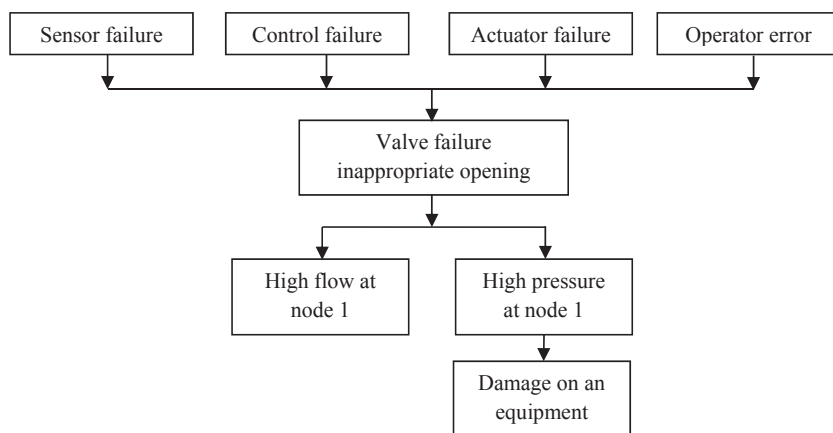 Sensor failure
Control failure
Actuator failure
Operator error
Valve failure
inappropriate opening
High flow at
node 1
High pressure
at node 1
Damage on an
equipment